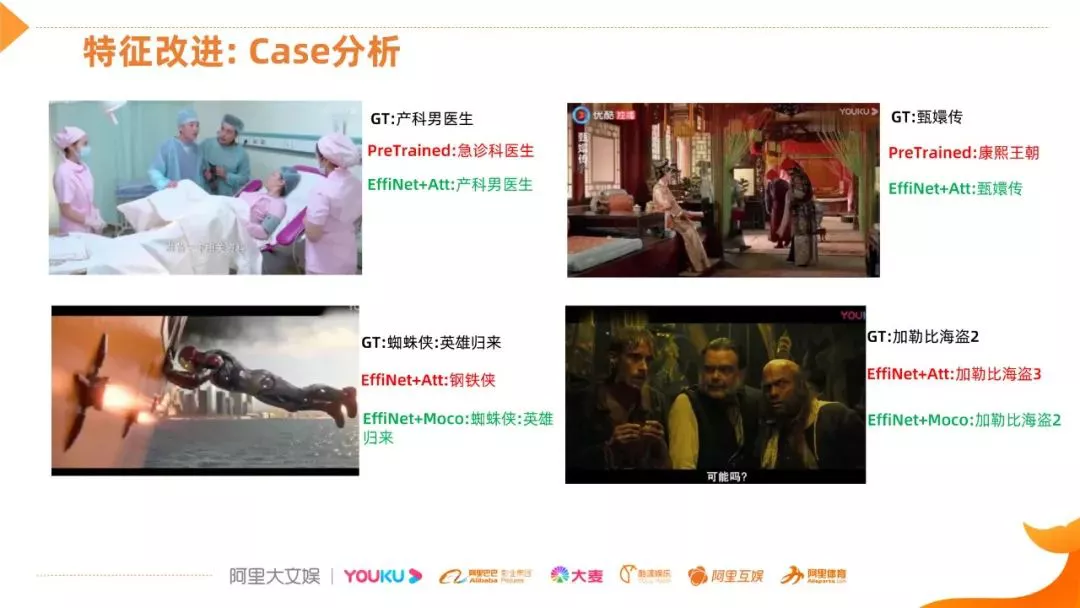 特征改进: Case分析
GT:产科男医生
PreTrained:急诊科医生
EffiNet+Att:产科男医生
优酷
YOUKU
甄嬛传
GT:甄嬛传
PreTrained:康熙王朝
EffiNet+Att:甄嬛传
GT:蜘蛛侠:英雄归来
EffiNet+Att:钢铁侠
EffiNet+Moco:蜘蛛侠:英雄
归来
YOUKU
可能吗?
GT:加勒比海盗2
EffiNet+Att:加勒比海盗3
EffiNet+Moco:加勒比海盗2
阿里大文娱
YOUKU
阿里巴巴影业集团
Alibaba Pictures
大麦
阿里互娱
阿里体育
Alisports